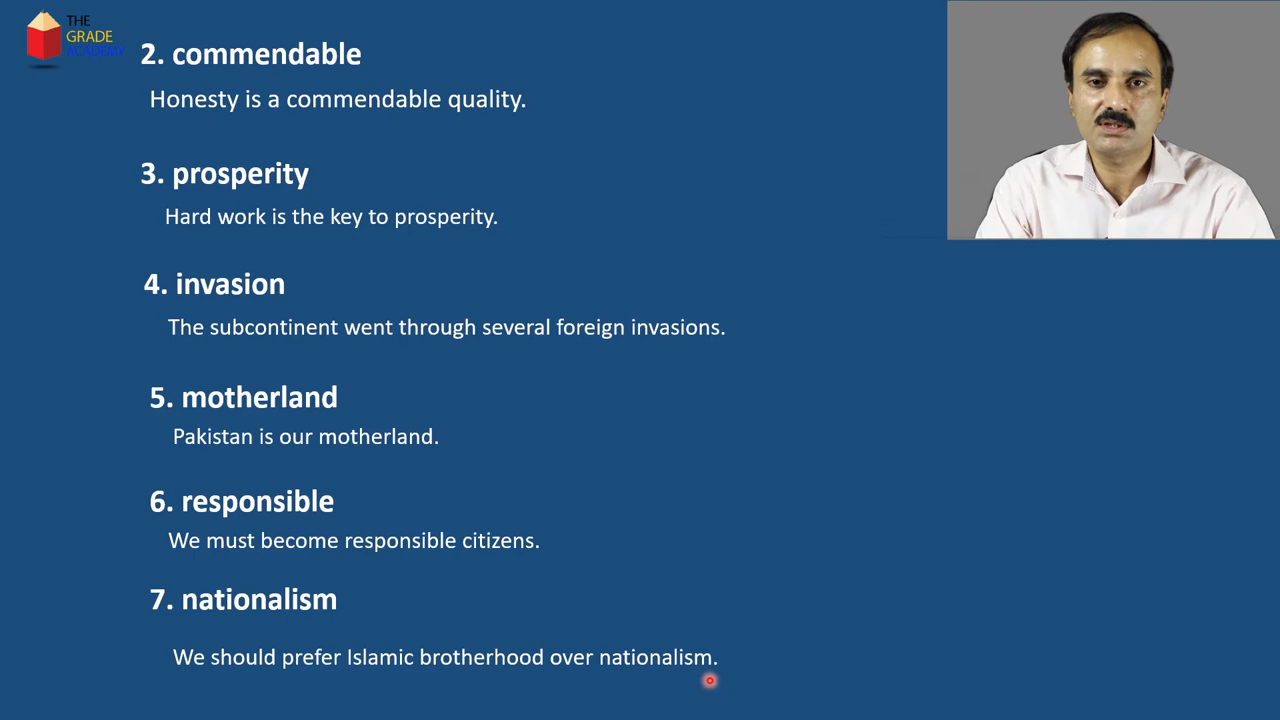 THE
GRADE
ACADEMY
2. commendable
Honesty is a commendable quality.
3. prosperity
Hard work is the key to prosperity.
4. invasion
The subcontinent went through several foreign invasions.
5. motherland
Pakistan is our motherland.
6. responsible
We must become responsible citizens.
7. nationalism
We should prefer Islamic brotherhood over nationalism.